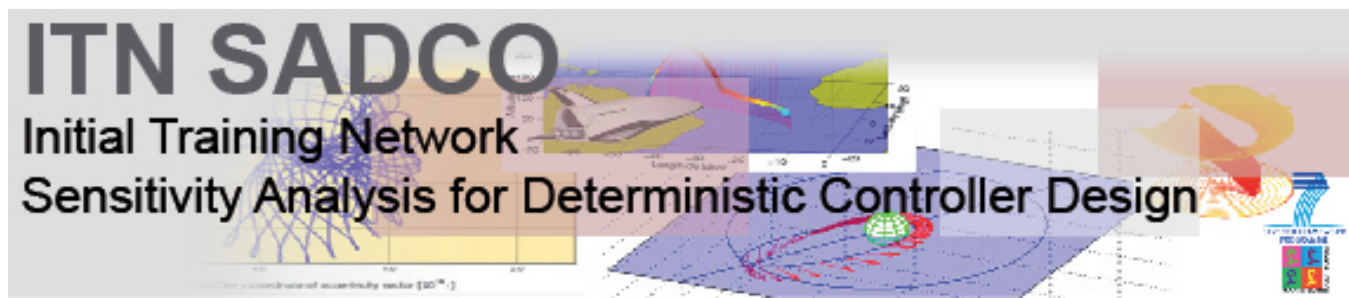 ITN SADCO
Initial Training Network
Sensitivity Analysis for Deterministic Controller Design